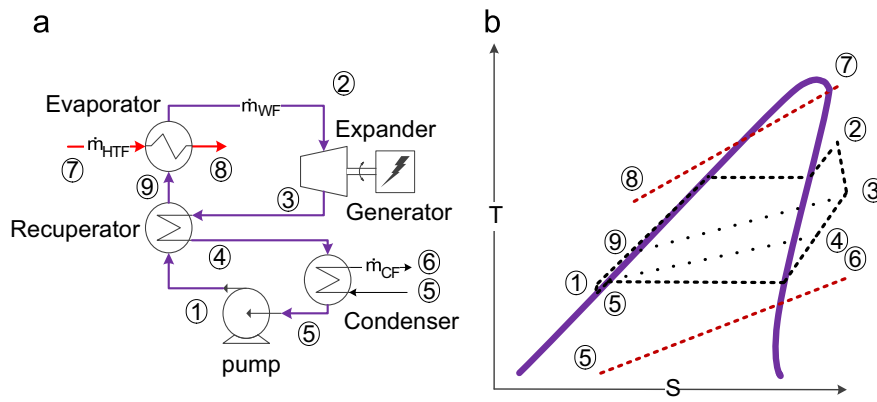 a
②
Evaporator
ṁWF
Expander
ṁHTF
⑦
⑧
⑨
③
Generator
Recuperator
④
ṁCF
⑥
⑤
①
⑤
Condenser
pump
b
⑦
②
⑧
T
③
⑨
④
⑥
①
⑤
⑤
S